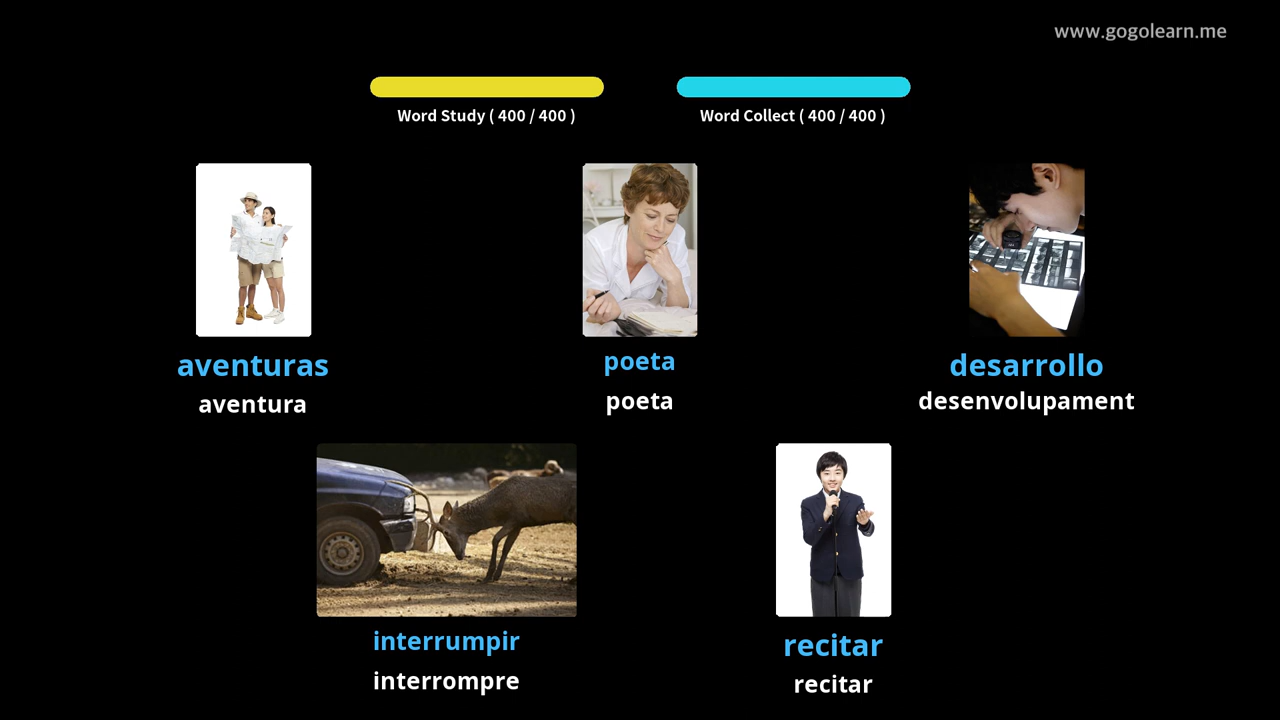 www.gogolearn.me
Word Study ( 400 / 400 )
Word Collect ( 400 / 400 )
aventuras
aventura
poeta
poeta
desarrollo
desenvolupament
interrumpir
interrompre
recitar
recitar